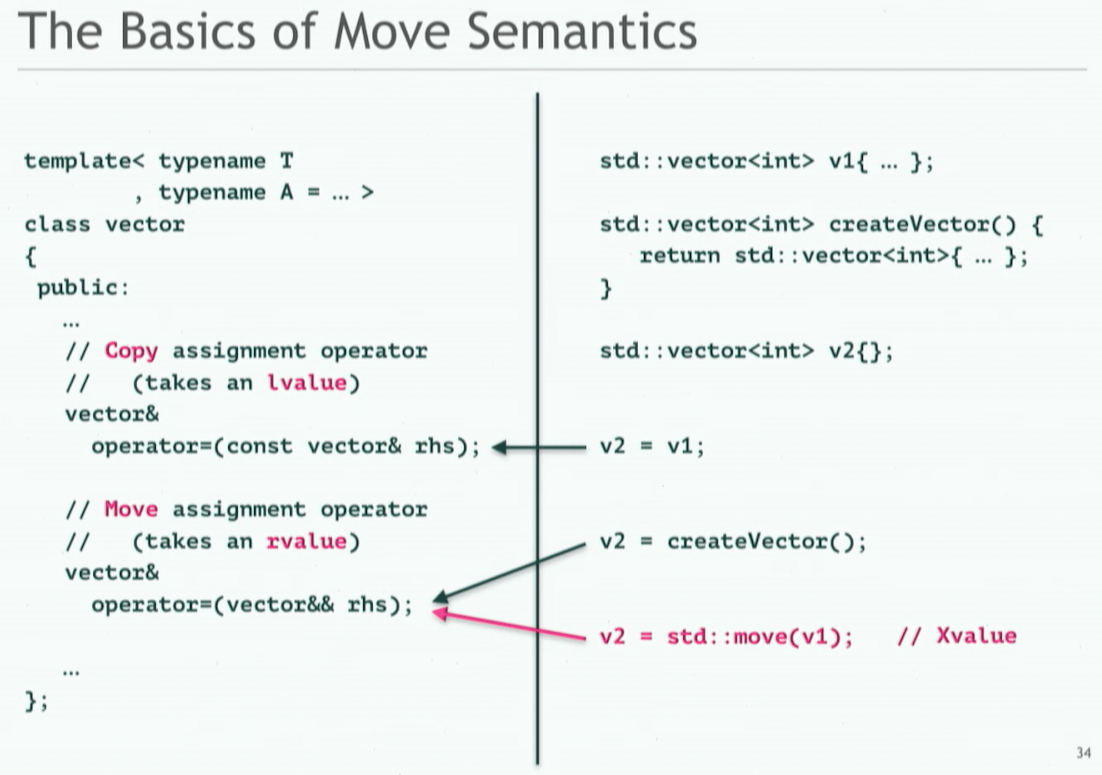 The Basics of Move Semantics
template< typename T
, typename A = … >
class vector
{
public:
…
// Copy assignment operator
// (takes an lvalue)
vector&
operator=(const vector& rhs);
// Move assignment operator
// (takes an rvalue)
vector&
operator=(vector&& rhs);
…
};
std::vector<int> v1{ … };
std::vector<int> createVector() {
return std::vector<int>{ … };
}
std::vector<int> v2{};
v2 = v1;
v2 = createVector();
v2 = std::move(v1); // Xvalue
34